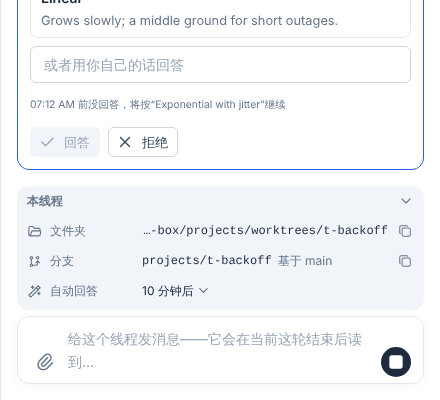 Grows slowly; a middle ground for short outages.
或者用你自己的话回答
07:12 AM 前没回答，将按“Exponential with jitter”继续
回答
拒绝
本线程
文件夹 …-box/projects/worktrees/t-backoff
分支 projects/t-backoff 基于 main
自动回答 10 分钟后
给这个线程发消息——它会在当前这轮结束后读
到...